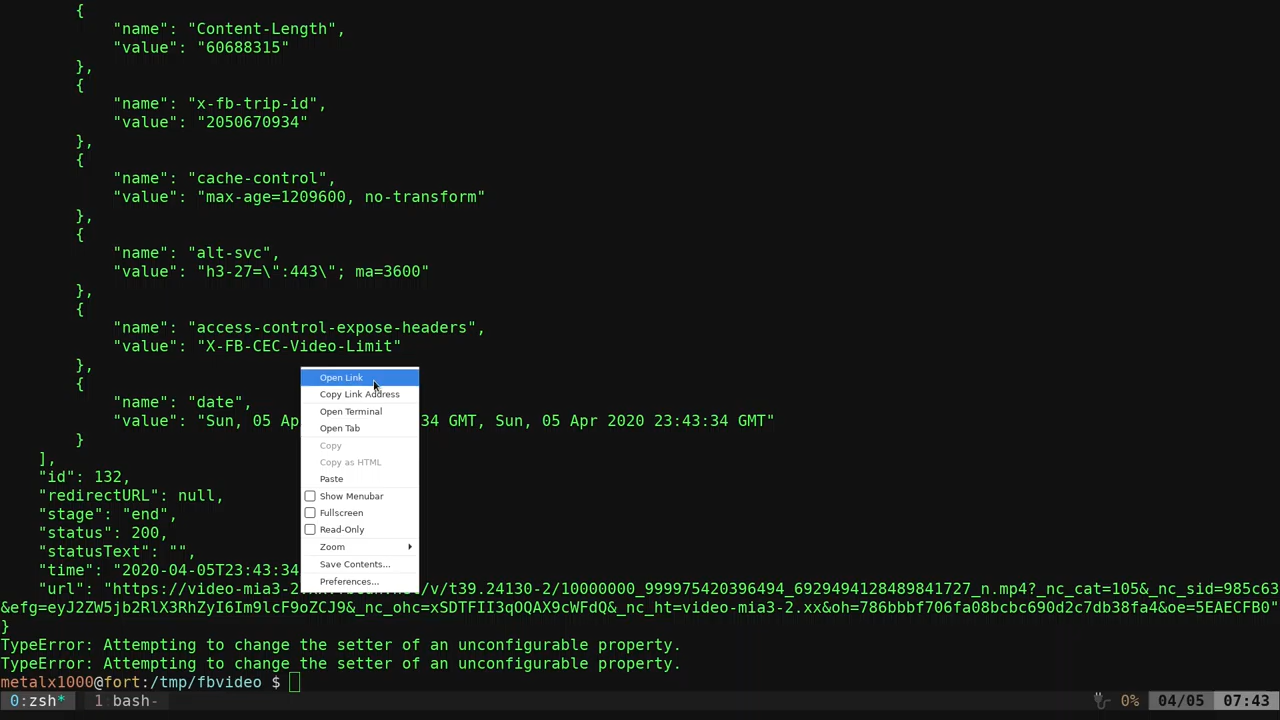 {
"name": "Content-Length",
"value": "60688315"
},
{
"name": "x-fb-trip-id",
"value": "2050670934"
},
{
"name": "cache-control",
"value": "max-age=1209600, no-transform"
},
{
"name": "alt-svc",
"value": "h3-27=\":443\"; ma=3600"
},
{
"name": "access-control-expose-headers",
"value": "X-FB-CEC-Video-Limit"
},
{
"name": "date",
"value": "Sun, 05 Ap 34 GMT, Sun, 05 Apr 2020 23:43:34 GMT"
}
],
"id": 132,
"redirectURL": null,
"stage": "end",
"status": 200,
"statusText": "",
"time": "2020-04-05T23:43:34
"url": "https://video-mia3-2. /v/t39.24130-2/10000000_999975420396494_6929494128489841727_n.mp4?_nc_cat=105&_nc_sid=985c63
&efg=eyJ2ZW5jb2RlX3RhZyI6Im9lcF9oZCJ9&_nc_ohc=xSDTFII3qOQAX9cWFdQ&_nc_ht=video-mia3-2.xx&oh=786bbbf706fa08bcbc690d2c7db38fa4&oe=5EAECFB0"
}
TypeError: Attempting to change the setter of an unconfigurable property.
TypeError: Attempting to change the setter of an unconfigurable property.
metalx1000@fort:/tmp/fbvideo $
Open Link
Copy Link Address
Open Terminal
Open Tab
Copy
Copy as HTML
Paste
Show Menubar
Fullscreen
Read-Only
Zoom
Save Contents...
Preferences...
0:zsh* 1:bash- 0% 04/05 07:43